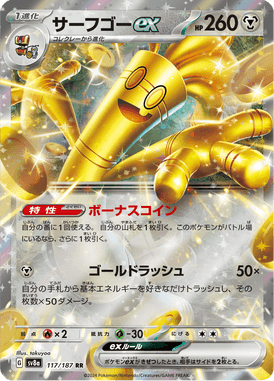 1進化
サーフゴーex
HP 260
コレクレーから進化
特性
ボーナスコイン
自分の番に1回使える。自分の山札を1枚引く。このポケモンがバトル
場にいるなら、さらに1枚引く。
ゴールドラッシュ
50×
自分の手札から基本エネルギーを好きなだけトラッシュし、その枚数×50
ダメージ。
弱点
×2
抵抗力
-30
にげる
Illus. takuyoa
exルール
ポケモンexがきぜつしたとき、相手はサイドを2枚とる。
sv8a
117/187 RR
©2024 Pokémon/Nintendo/Creatures/GAME FREAK.